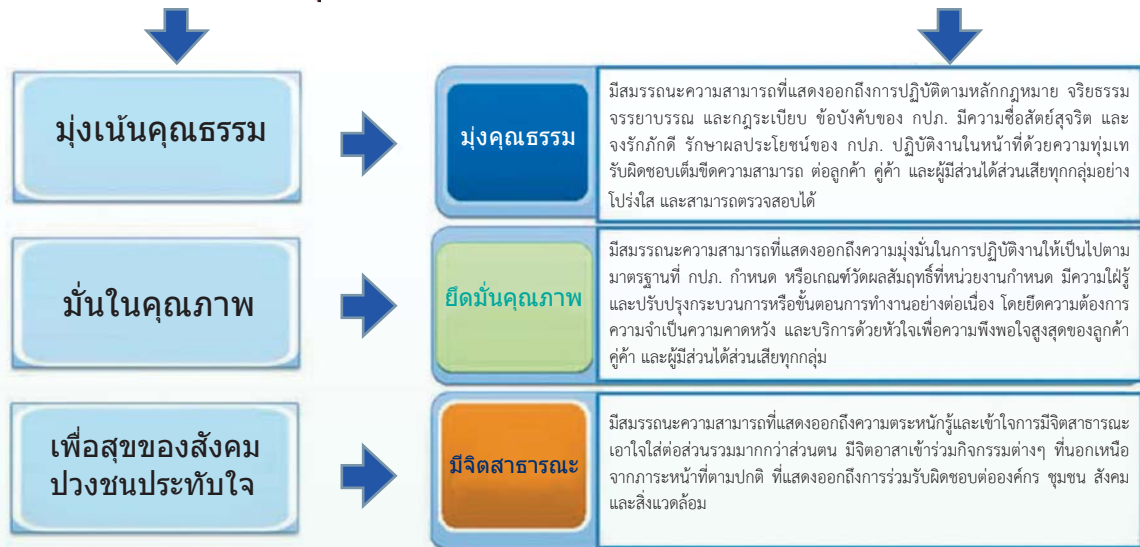 มุ่งเน้นคุณธรรม
มุ่งคุณธรรม
มีสมรรถนะความสามารถที่แสดงออกถึงการปฏิบัติตามหลักกฎหมาย จริยธรรม
จรรยาบรรณ และกฎระเบียบ ข้อบังคับของ กปภ. มีความซื่อสัตย์สุจริต และ
จงรักภักดี รักษาผลประโยชน์ของ กปภ. ปฏิบัติงานในหน้าที่ด้วยความทุ่มเท
รับผิดชอบเต็มขีดความสามารถ ต่อลูกค้า คู่ค้า และผู้มีส่วนได้ส่วนเสียทุกกลุ่มอย่าง
โปร่งใส และสามารถตรวจสอบได้
มั่นในคุณภาพ
ยึดมั่นคุณภาพ
มีสมรรถนะความสามารถที่แสดงออกถึงความมุ่งมั่นในการปฏิบัติงานให้เป็นไปตาม
มาตรฐานที่ กปภ. กำหนด หรือเกณฑ์วัดผลสัมฤทธิ์ที่หน่วยงานกำหนด มีความใฝ่รู้
และปรับปรุงกระบวนการหรือขั้นตอนการทำงานอย่างต่อเนื่อง โดยยึดความต้องการ
ความจำเป็นความคาดหวัง และบริการด้วยหัวใจเพื่อความพึงพอใจสูงสุดของลูกค้า
คู่ค้า และผู้มีส่วนได้ส่วนเสียทุกกลุ่ม
เพื่อสุขของสังคม
ปวงชนประทับใจ
มีจิตสาธารณะ
มีสมรรถนะความสามารถที่แสดงออกถึงความตระหนักรู้และเข้าใจการมีจิตสาธารณะ
เอาใจใส่ต่อส่วนรวมมากกว่าส่วนตน มีจิตอาสาเข้าร่วมกิจกรรมต่างๆ ที่นอกเหนือ
จากภาระหน้าที่ตามปกติ ที่แสดงออกถึงการร่วมรับผิดชอบต่อองค์กร ชุมชน สังคม
และสิ่งแวดล้อม